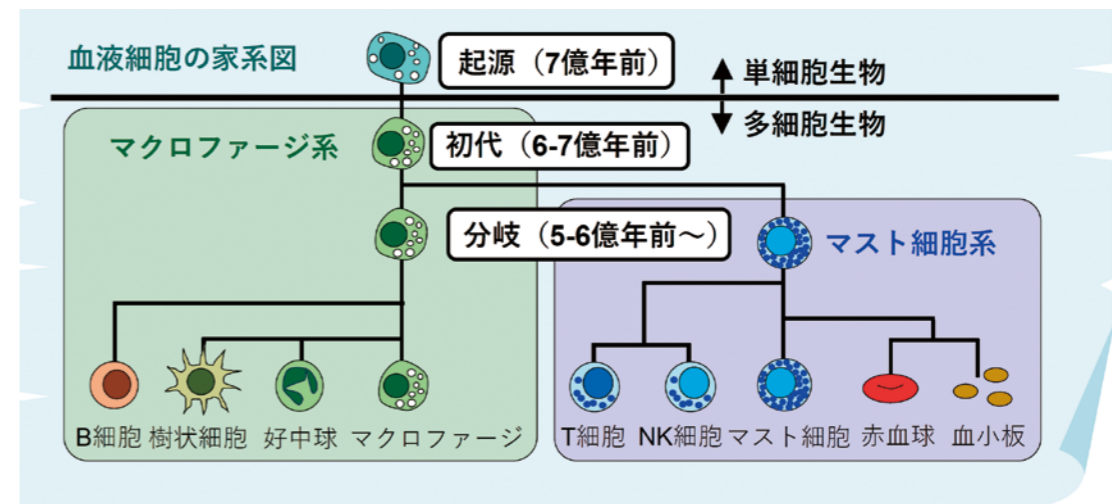 血液細胞の家系図
起源（7億年前）
単細胞生物
多細胞生物
マクロファージ系
初代（6-7億年前）
分岐（5-6億年前〜）
マスト細胞系
B細胞 樹状細胞 好中球 マクロファージ
T細胞 NK細胞 マスト細胞 赤血球 血小板